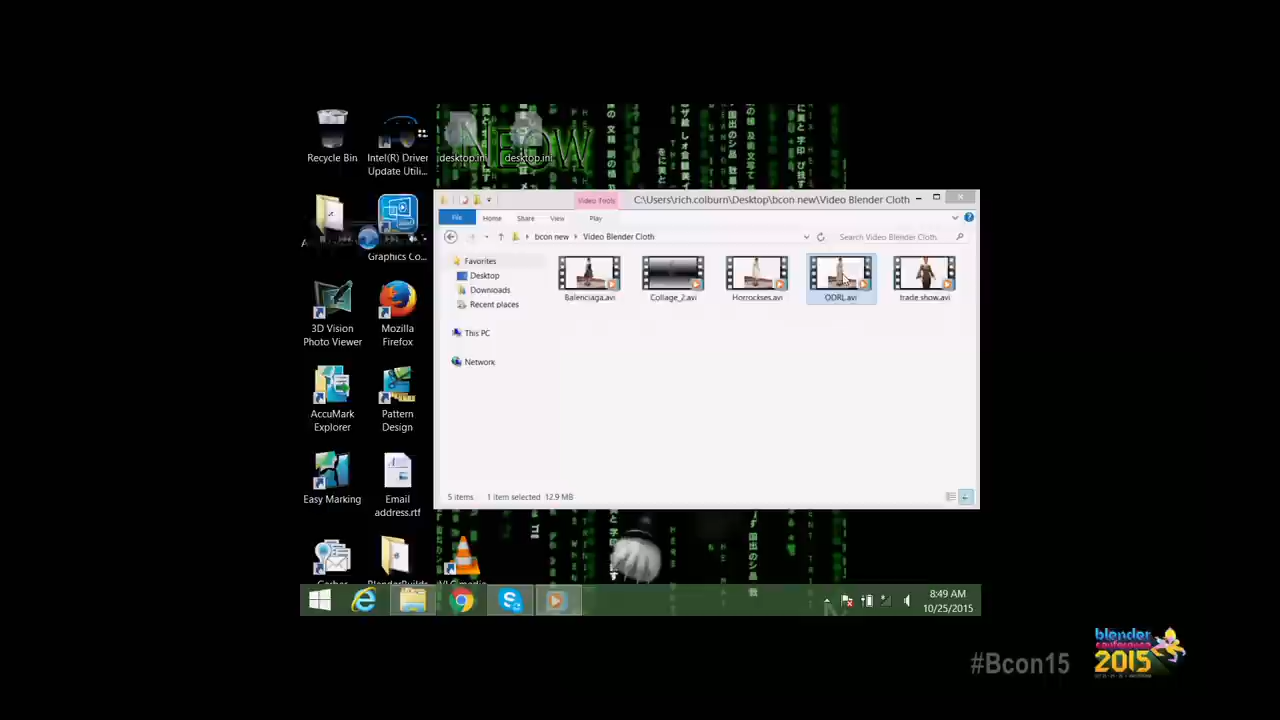 Recycle Bin
Intel(R) Driver
Update Utili...
desktop.ini
desktop.ini
NEOW
Graphics Co...
3D Vision
Photo Viewer
Mozilla
Firefox
AccuMark
Explorer
Pattern
Design
Easy Marking
Email
address.rtf
Video Tools
C:\Users\rich.colburn\Desktop\bcon new\Video Blender Cloth
File
Home
Share
View
Play
bcon new
Video Blender Cloth
Search Video Blender Cloth
Favorites
Desktop
Downloads
Recent places
This PC
Network
Balenciaga.avi
Collage_2.avi
Horrockses.avi
ODRL.avi
trade.show.avi
5 items
1 item selected 12.9 MB
8:49 AM
10/25/2015
#Bcon15
blender
conference
2015